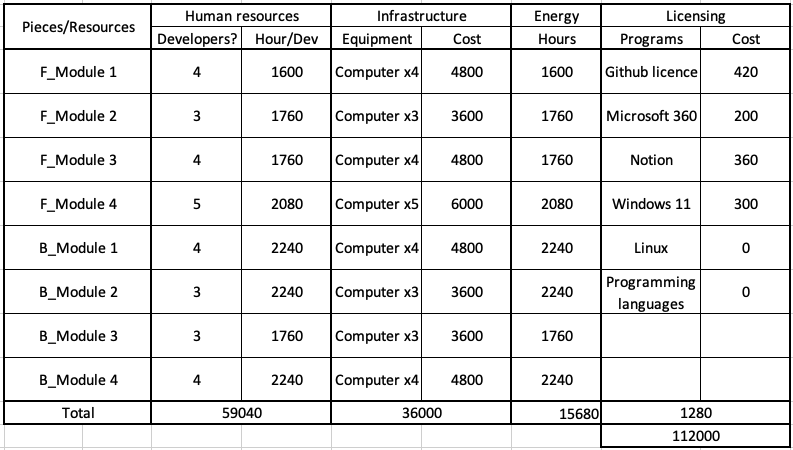 Pieces/Resources Human resources Infrastructure Energy Licensing
Developers? Hour/Dev Equipment Cost Hours Programs Cost
F_Module 1 4 1600 Computer x4 4800 1600 Github licence 420
F_Module 2 3 1760 Computer x3 3600 1760 Microsoft 360 200
F_Module 3 4 1760 Computer x4 4800 1760 Notion 360
F_Module 4 5 2080 Computer x5 6000 2080 Windows 11 300
B_Module 1 4 2240 Computer x4 4800 2240 Linux 0
B_Module 2 3 2240 Computer x3 3600 2240 Programming languages 0
B_Module 3 3 1760 Computer x3 3600 1760
B_Module 4 4 2240 Computer x4 4800 2240
Total 59040 36000 15680 1280
112000